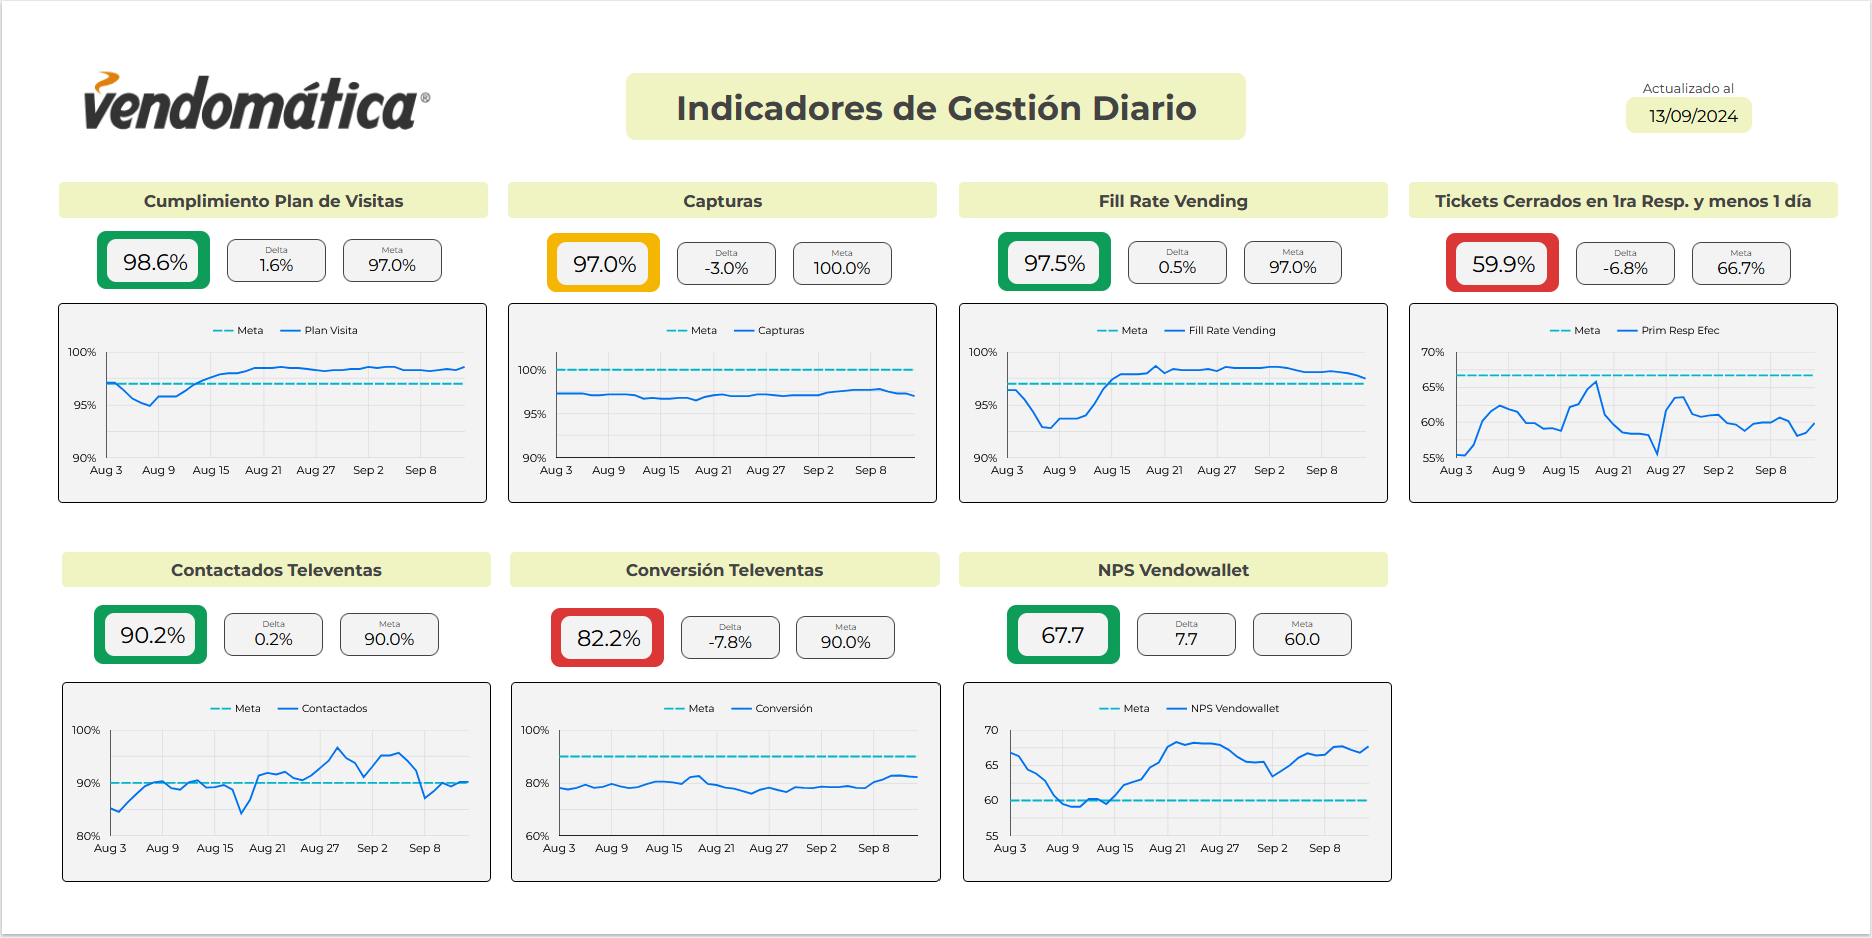 vendomática®
Indicadores de Gestión Diario
Actualizado al
13/09/2024
Cumplimiento Plan de Visitas
98.6%
Delta
1.6%
Meta
97.0%
Meta
Plan Visita
100%
95%
90%
Aug 3 Aug 9 Aug 15 Aug 21 Aug 27 Sep 2 Sep 8
Capturas
97.0%
Delta
-3.0%
Meta
100.0%
Meta
Capturas
100%
95%
90%
Aug 3 Aug 9 Aug 15 Aug 21 Aug 27 Sep 2 Sep 8
Fill Rate Vending
97.5%
Delta
0.5%
Meta
97.0%
Meta
Fill Rate Vending
100%
95%
90%
Aug 3 Aug 9 Aug 15 Aug 21 Aug 27 Sep 2 Sep 8
Tickets Cerrados en 1ra Resp. y menos 1 día
59.9%
Delta
-6.8%
Meta
66.7%
Meta
Prim Resp Efec
70%
65%
60%
55%
Aug 3 Aug 9 Aug 15 Aug 21 Aug 27 Sep 2 Sep 8
Contactados Televentas
90.2%
Delta
0.2%
Meta
90.0%
Meta
Contactados
100%
90%
80%
Aug 3 Aug 9 Aug 15 Aug 21 Aug 27 Sep 2 Sep 8
Conversión Televentas
82.2%
Delta
-7.8%
Meta
90.0%
Meta
Conversión
100%
80%
60%
Aug 3 Aug 9 Aug 15 Aug 21 Aug 27 Sep 2 Sep 8
NPS Vendowallet
67.7
Delta
7.7
Meta
60.0
Meta
NPS Vendowallet
70
65
60
55
Aug 3 Aug 9 Aug 15 Aug 21 Aug 27 Sep 2 Sep 8